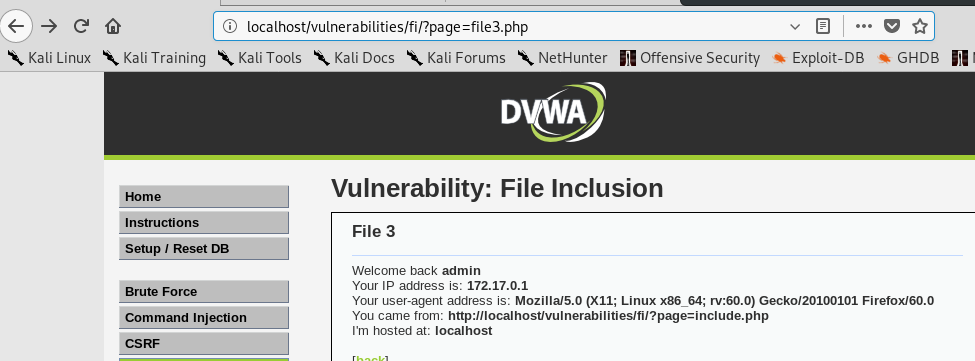 localhost/vulnerabilities/fi/?page=file3.php
Kali Linux Kali Training Kali Tools Kali Docs Kali Forums NetHunter Offensive Security Exploit-DB GHDB
DVWA
Vulnerability: File Inclusion
Home
Instructions
Setup / Reset DB
Brute Force
Command Injection
CSRF
File 3
Welcome back admin
Your IP address is: 172.17.0.1
Your user-agent address is: Mozilla/5.0 (X11; Linux x86_64; rv:60.0) Gecko/20100101 Firefox/60.0
You came from: http://localhost/vulnerabilities/fi/?page=include.php
I'm hosted at: localhost
[back]